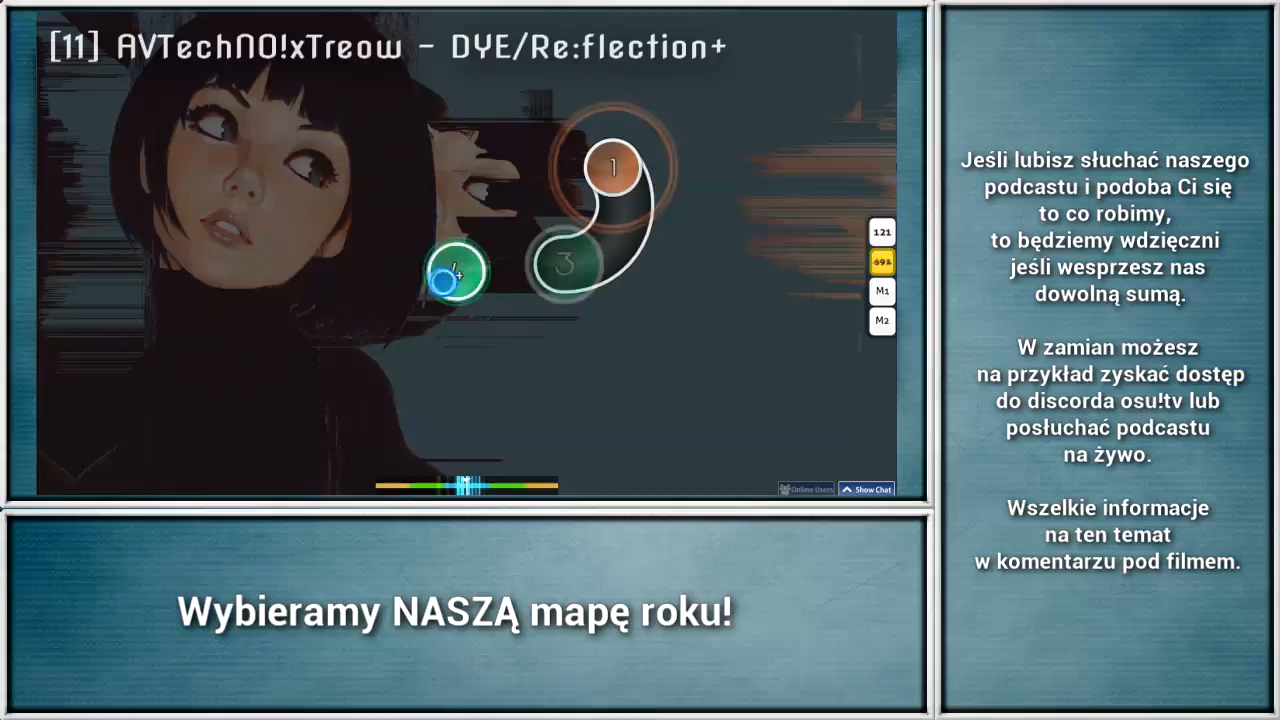 [11] AVTechNO!xTreow - DYE/Re:flection+
1
3
121
M1
M2
Online Users
Show Chat
Wybieramy NASZĄ mapę roku!
Jeśli lubisz słuchać naszego
podcastu i podoba Ci się
to co robimy,
to będziemy wdzięczni
jeśli wesprzesz nas
dowolną sumą.
W zamian możesz
na przykład zyskać dostęp
do discorda osu!tv lub
posłuchać podcastu
na żywo.
Wszelkie informacje
na ten temat
w komentarzu pod filmem.